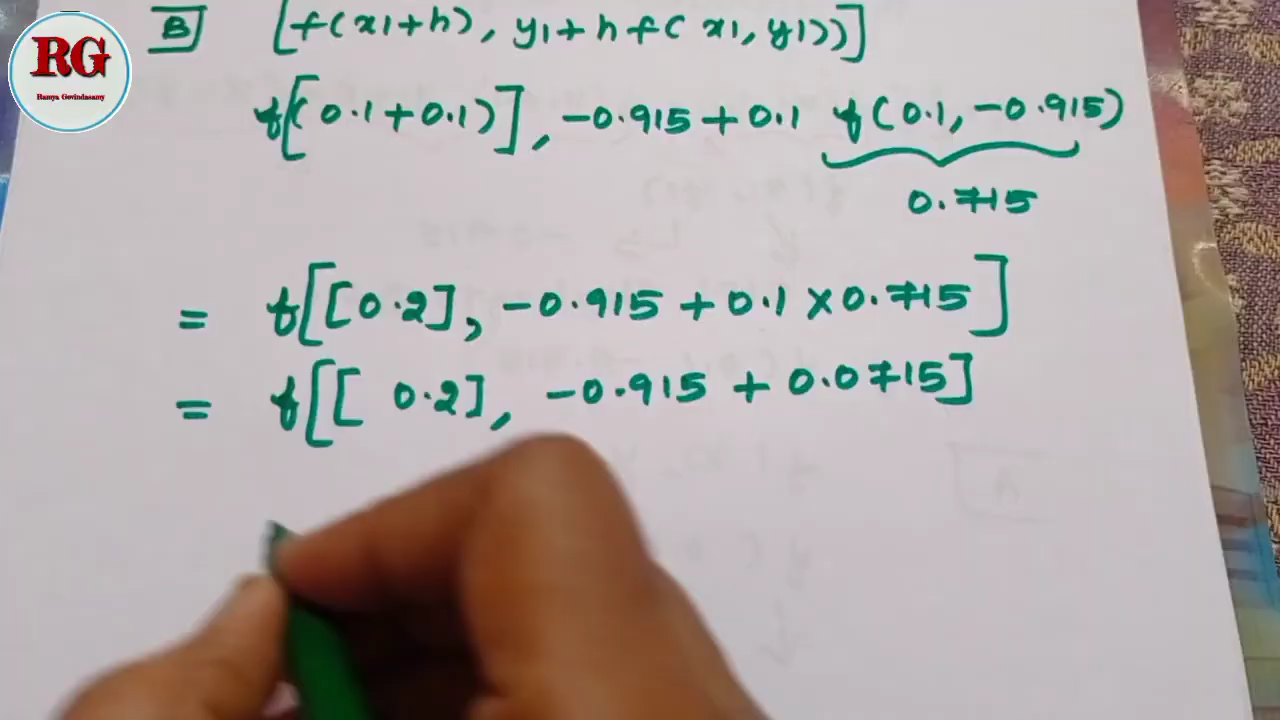 RG
Ramya Govindasamy
B [f(x1+h), y1+h f(x1, y1))]
f[(0.1+0.1)], -0.915+0.1 f(0.1, -0.915)
0.715
= f[[0.2], -0.915 + 0.1 × 0.715]
= f[[ 0.2], -0.915 + 0.0715]